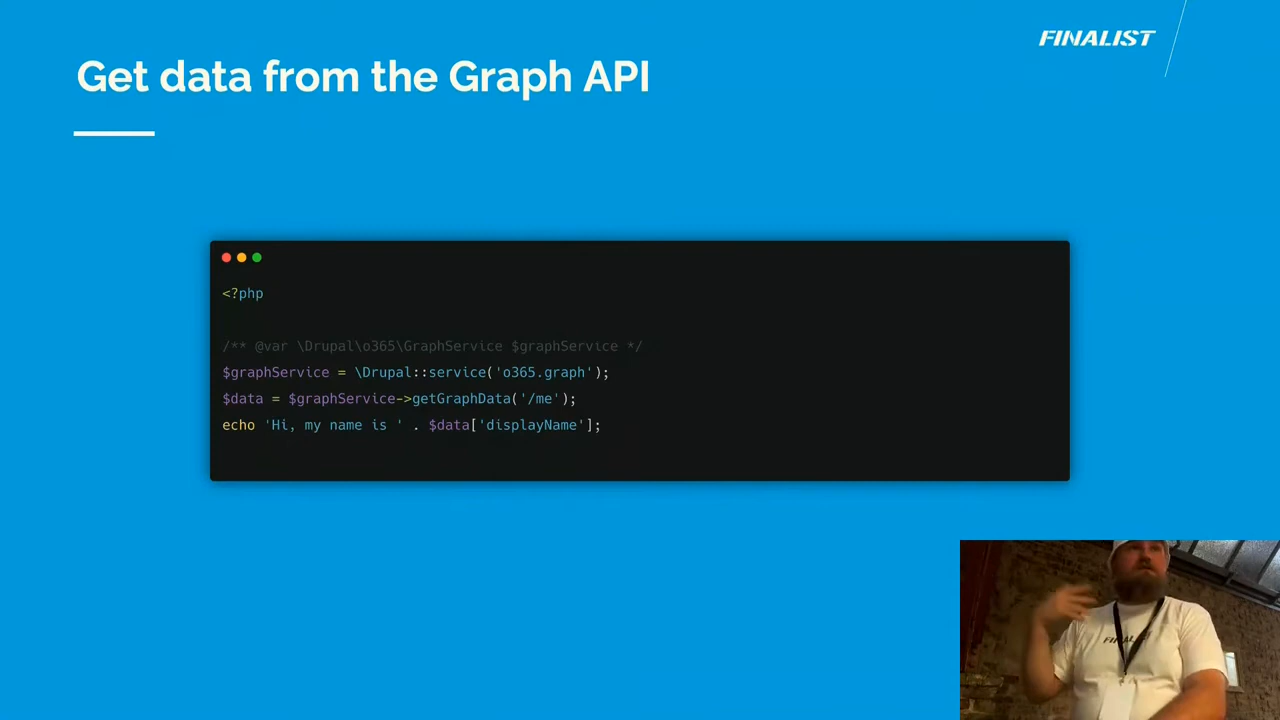 FINALIST
Get data from the Graph API
<?php
/** @var \Drupal\o365\GraphService $graphService */
$graphService = \Drupal::service('o365.graph');
$data = $graphService->getGraphData('/me');
echo 'Hi, my name is ' . $data['displayName'];
FINALIST